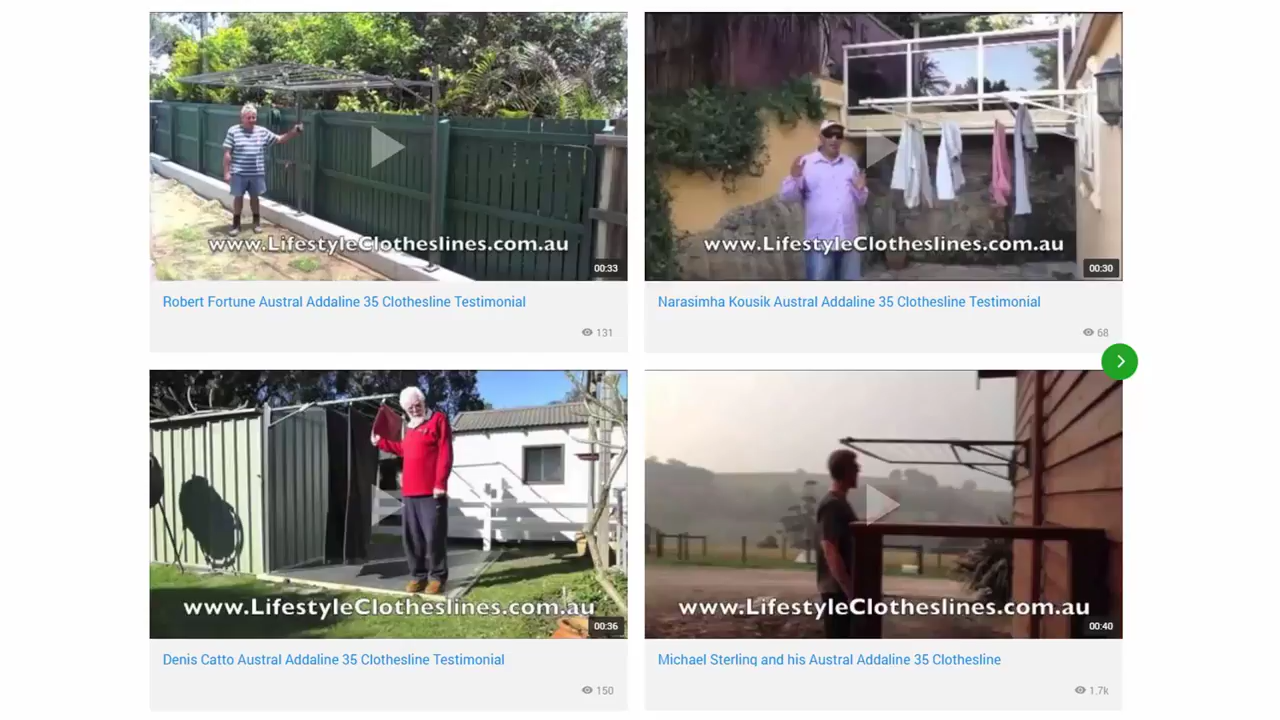 www.LifestyleClotheslines.com.au
00:33
Robert Fortune Austral Addaline 35 Clothesline Testimonial
131
www.LifestyleClotheslines.com.au
00:30
Narasimha Kousik Austral Addaline 35 Clothesline Testimonial
68
www.LifestyleClotheslines.com.au
00:36
Denis Catto Austral Addaline 35 Clothesline Testimonial
150
www.LifestyleClotheslines.com.au
00:40
Michael Sterling and his Austral Addaline 35 Clothesline
1.7k